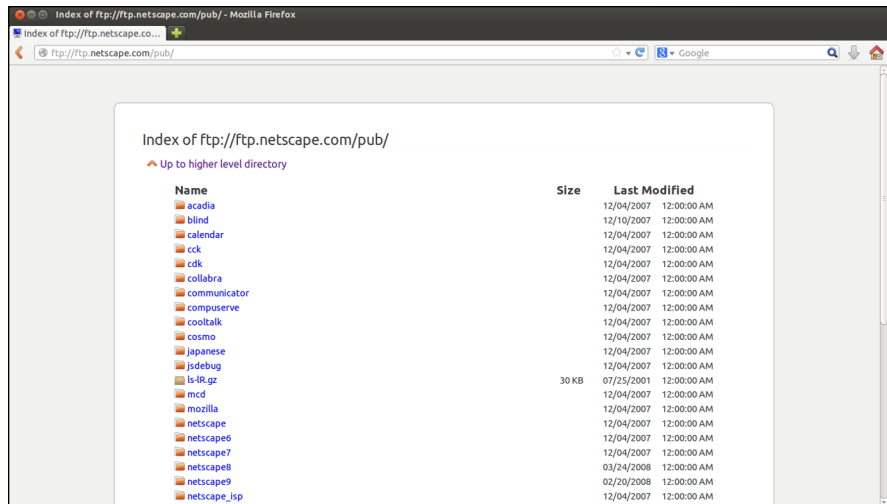 Index of ftp://ftp.netscape.com/pub/ - Mozilla Firefox
Index of ftp://ftp.netscape.co...
ftp://ftp.netscape.com/pub/ Google
Index of ftp://ftp.netscape.com/pub/
Up to higher level directory
Name Size Last Modified
acadia 12/04/2007 12:00:00 AM
blind 12/10/2007 12:00:00 AM
calendar 12/04/2007 12:00:00 AM
cck 12/04/2007 12:00:00 AM
cdk 12/04/2007 12:00:00 AM
collabra 12/04/2007 12:00:00 AM
communicator 12/04/2007 12:00:00 AM
compuserve 12/04/2007 12:00:00 AM
cooltalk 12/04/2007 12:00:00 AM
cosmo 12/04/2007 12:00:00 AM
japanese 12/04/2007 12:00:00 AM
jsdebug 12/04/2007 12:00:00 AM
ls-lR.gz 30 KB 07/25/2001 12:00:00 AM
mcd 12/04/2007 12:00:00 AM
mozilla 12/04/2007 12:00:00 AM
netscape 12/04/2007 12:00:00 AM
netscape6 12/04/2007 12:00:00 AM
netscape7 12/04/2007 12:00:00 AM
netscape8 03/24/2008 12:00:00 AM
netscape9 02/20/2008 12:00:00 AM
netscape_isp 12/04/2007 12:00:00 AM